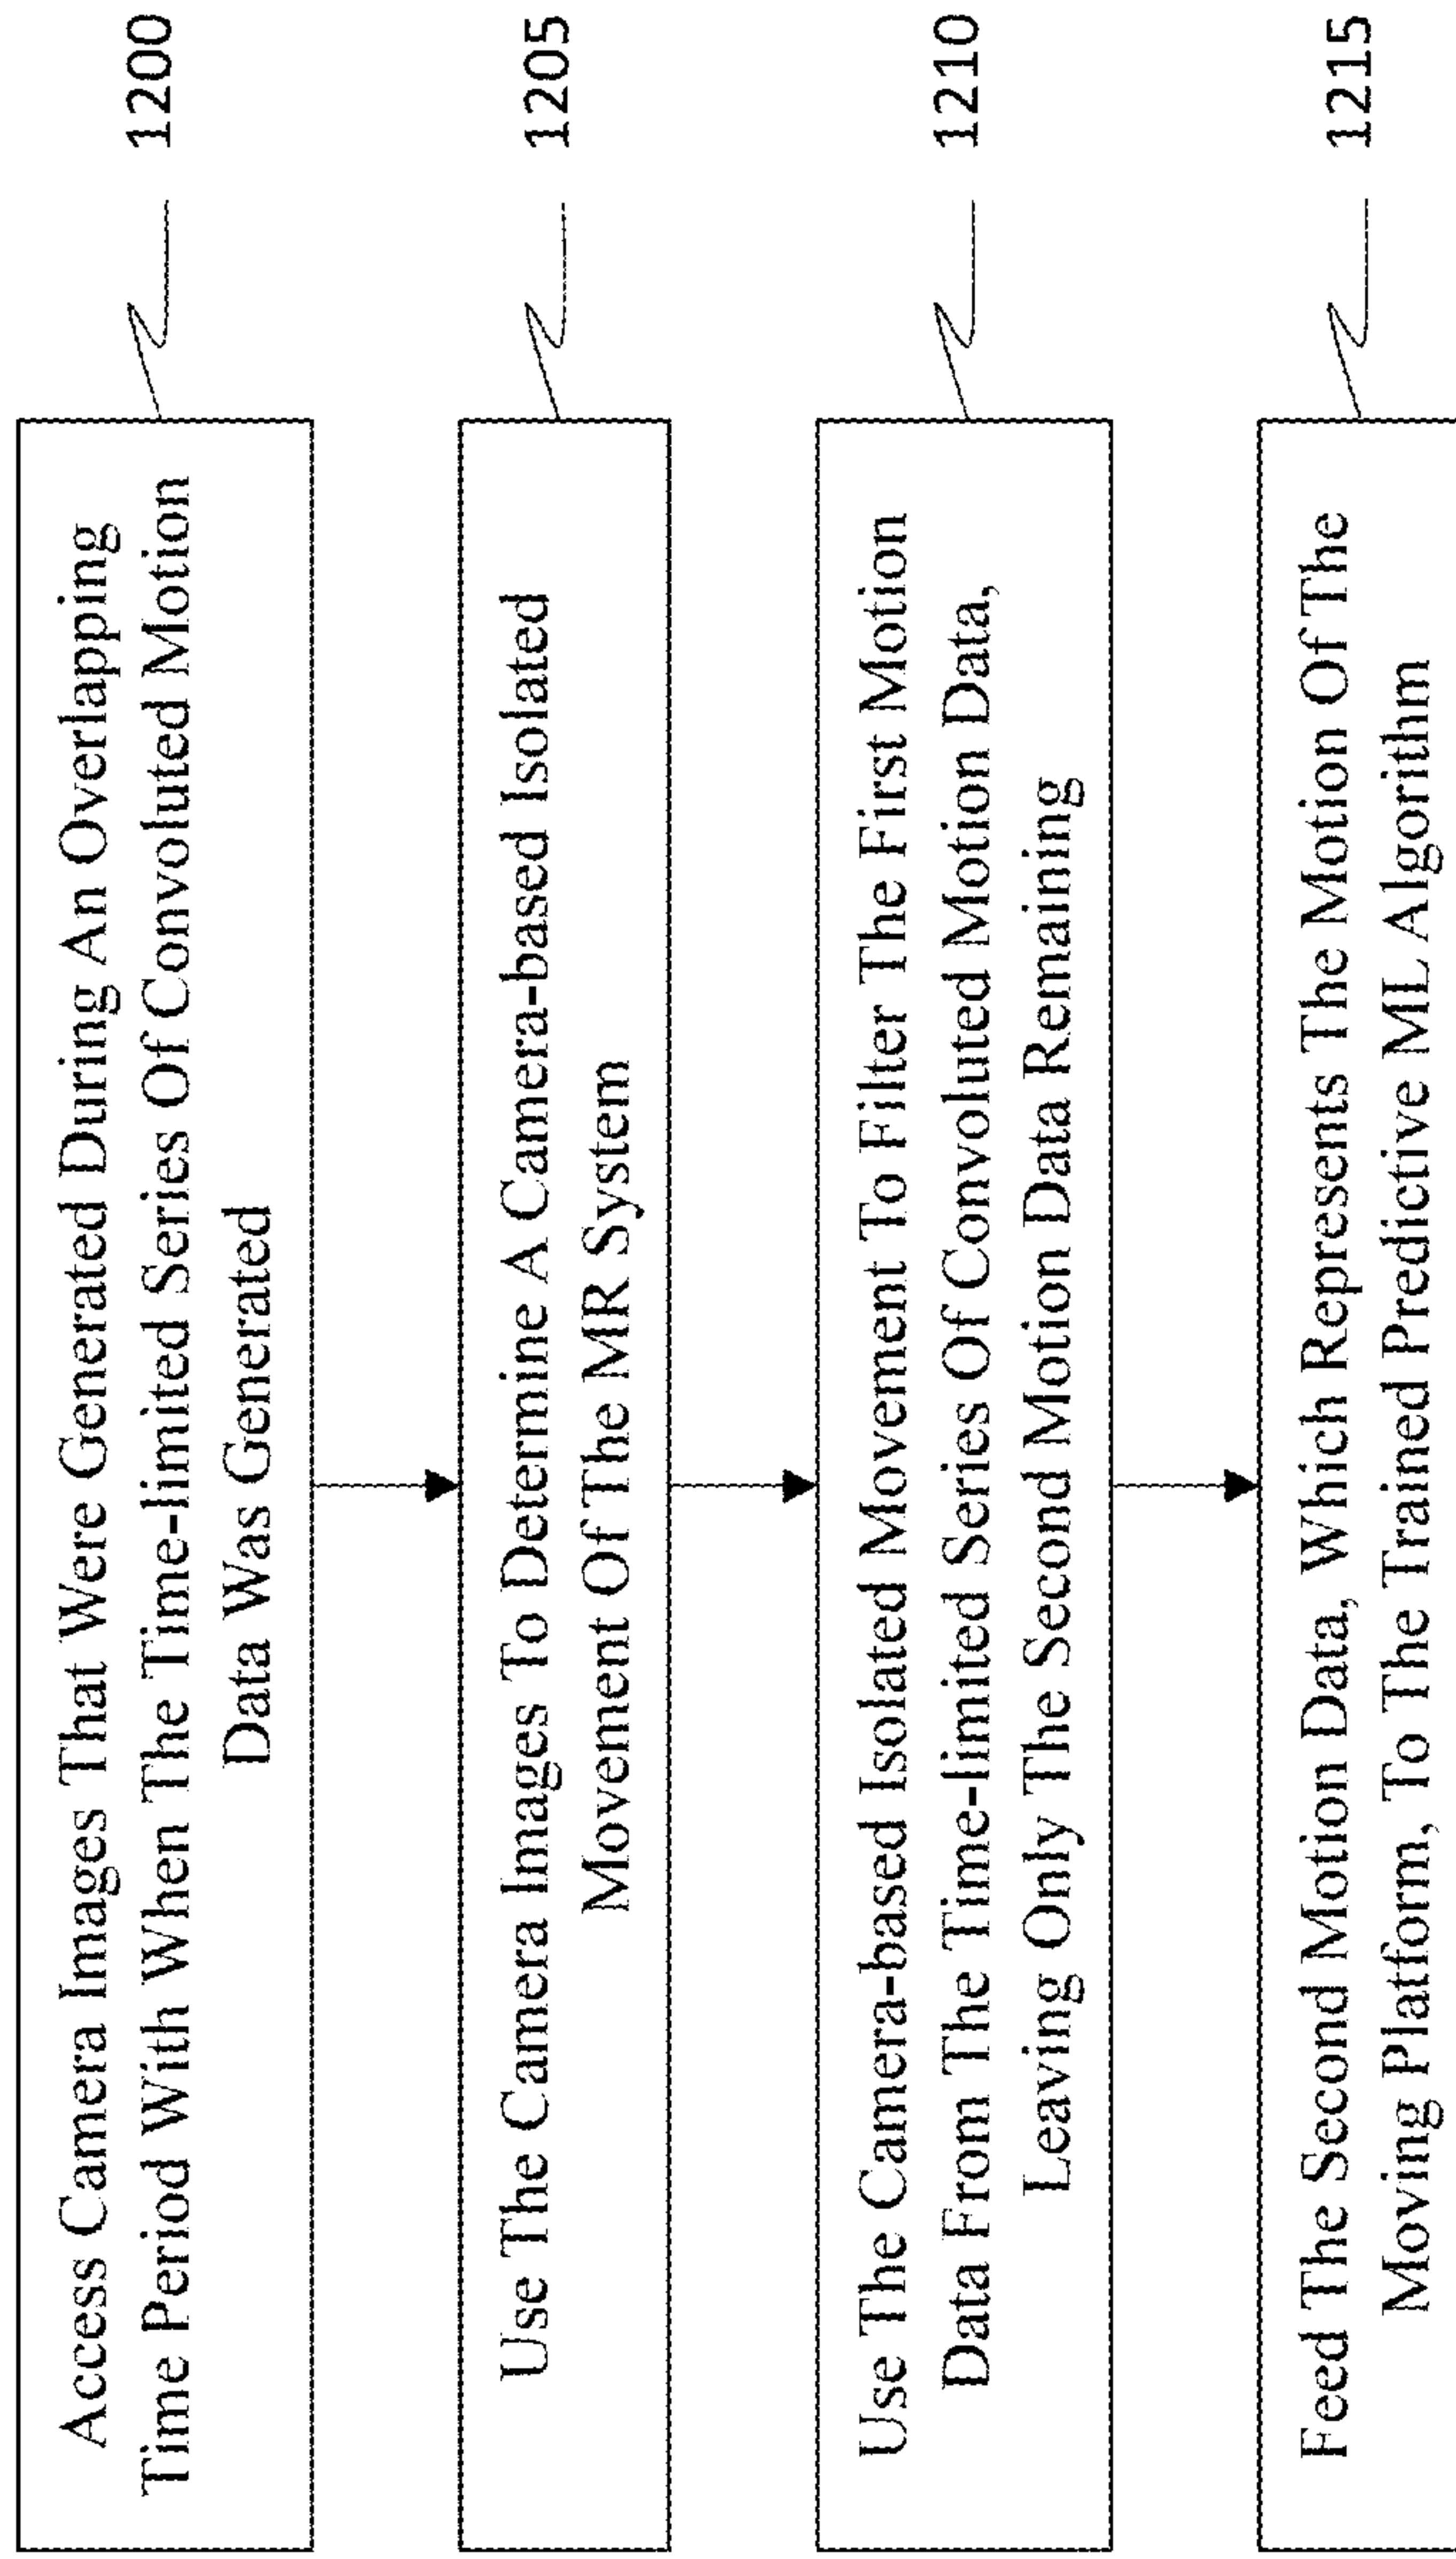 Access Camera Images That Were Generated During An Overlapping
Time Period With When The Time-limited Series Of Convoluted Motion
Data Was Generated
1200
Use The Camera Images To Determine A Camera-based Isolated
Movement Of The MR System
1205
Use The Camera-based Isolated Movement To Filter The First Motion
Data From The Time-limited Series Of Convoluted Motion Data,
Leaving Only The Second Motion Data Remaining
1210
Feed The Second Motion Data, Which Represents The Motion Of The
Moving Platform, To The Trained Predictive ML Algorithm
1215